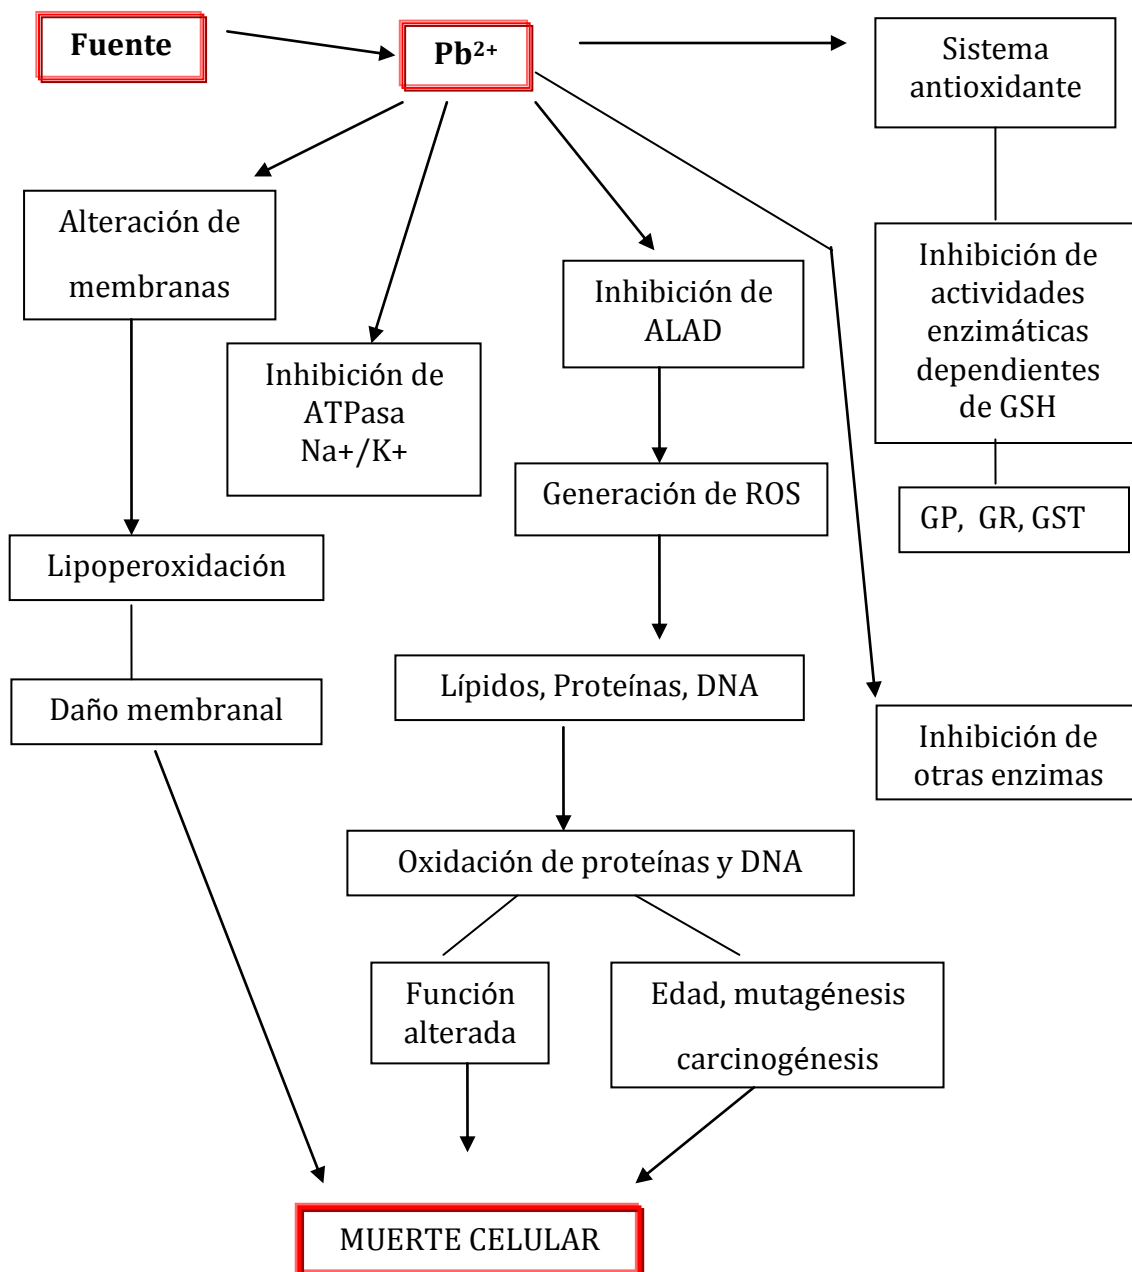 Fuente
Pb²⁺
Sistema
antioxidante
Alteración de
membranas
Inhibición de
ATPasa
Na+/K+
Inhibición de
ALAD
Inhibición de
actividades
enzimáticas
dependientes
de GSH
Generación de ROS
GP, GR, GST
Lipoperoxidación
Lípidos, Proteínas, DNA
Daño membranal
Inhibición de
otras enzimas
Oxidación de proteínas y DNA
Función
alterada
Edad, mutagénesis
carcinogénesis
MUERTE CELULAR